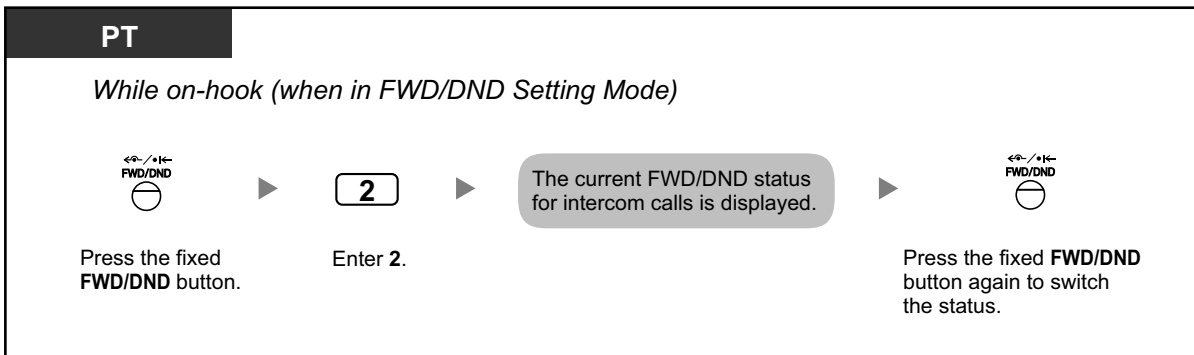 PT
While on-hook (when in FWD/DND Setting Mode)
FWD/DND
2
The current FWD/DND status
for intercom calls is displayed.
FWD/DND
Press the fixed
FWD/DND button.
Enter 2.
Press the fixed FWD/DND
button again to switch
the status.